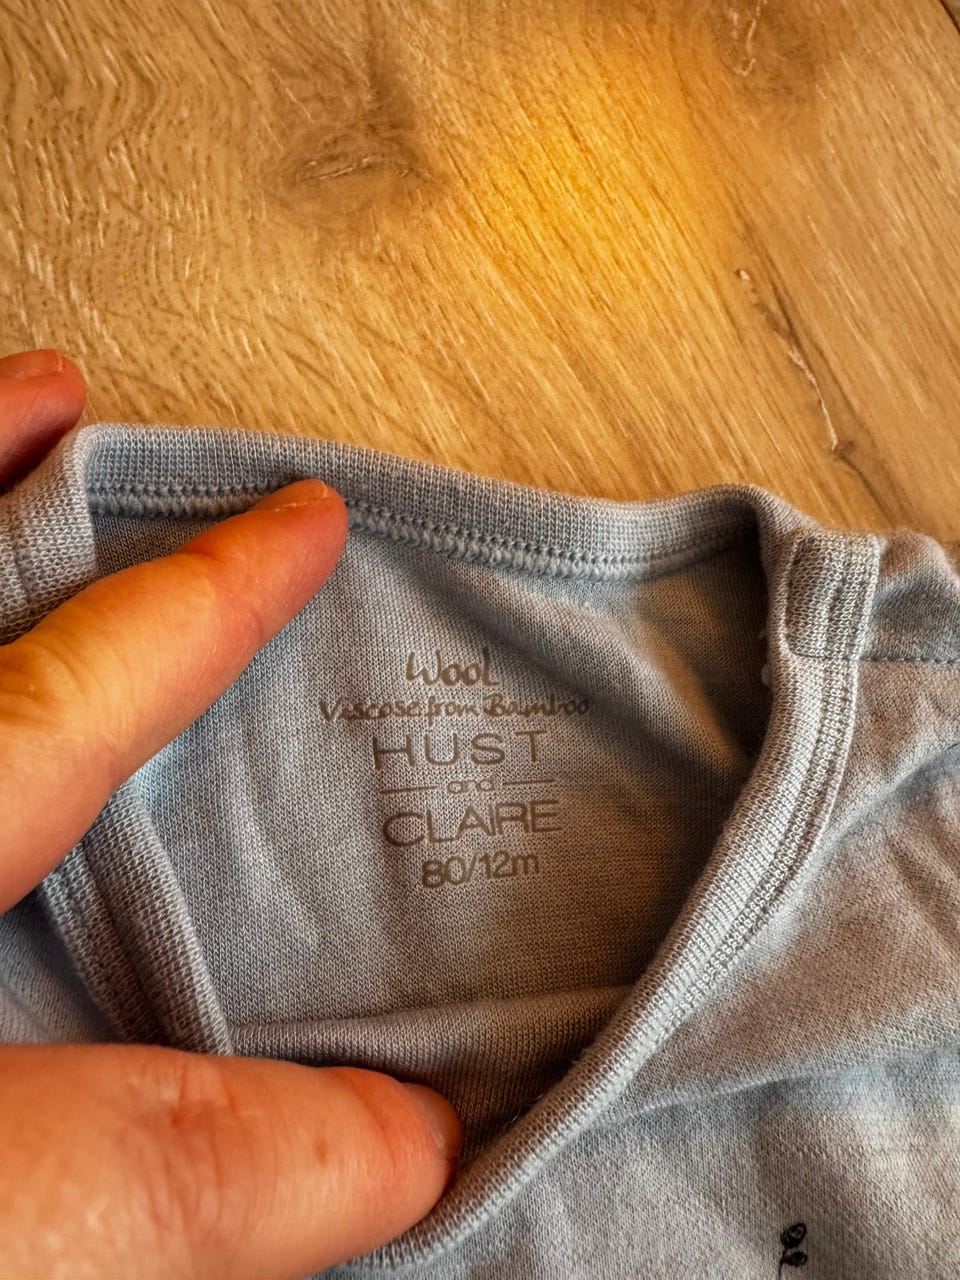 Wool
Viscose from Bamboo
HUST
and
CLAIRE
80/12m